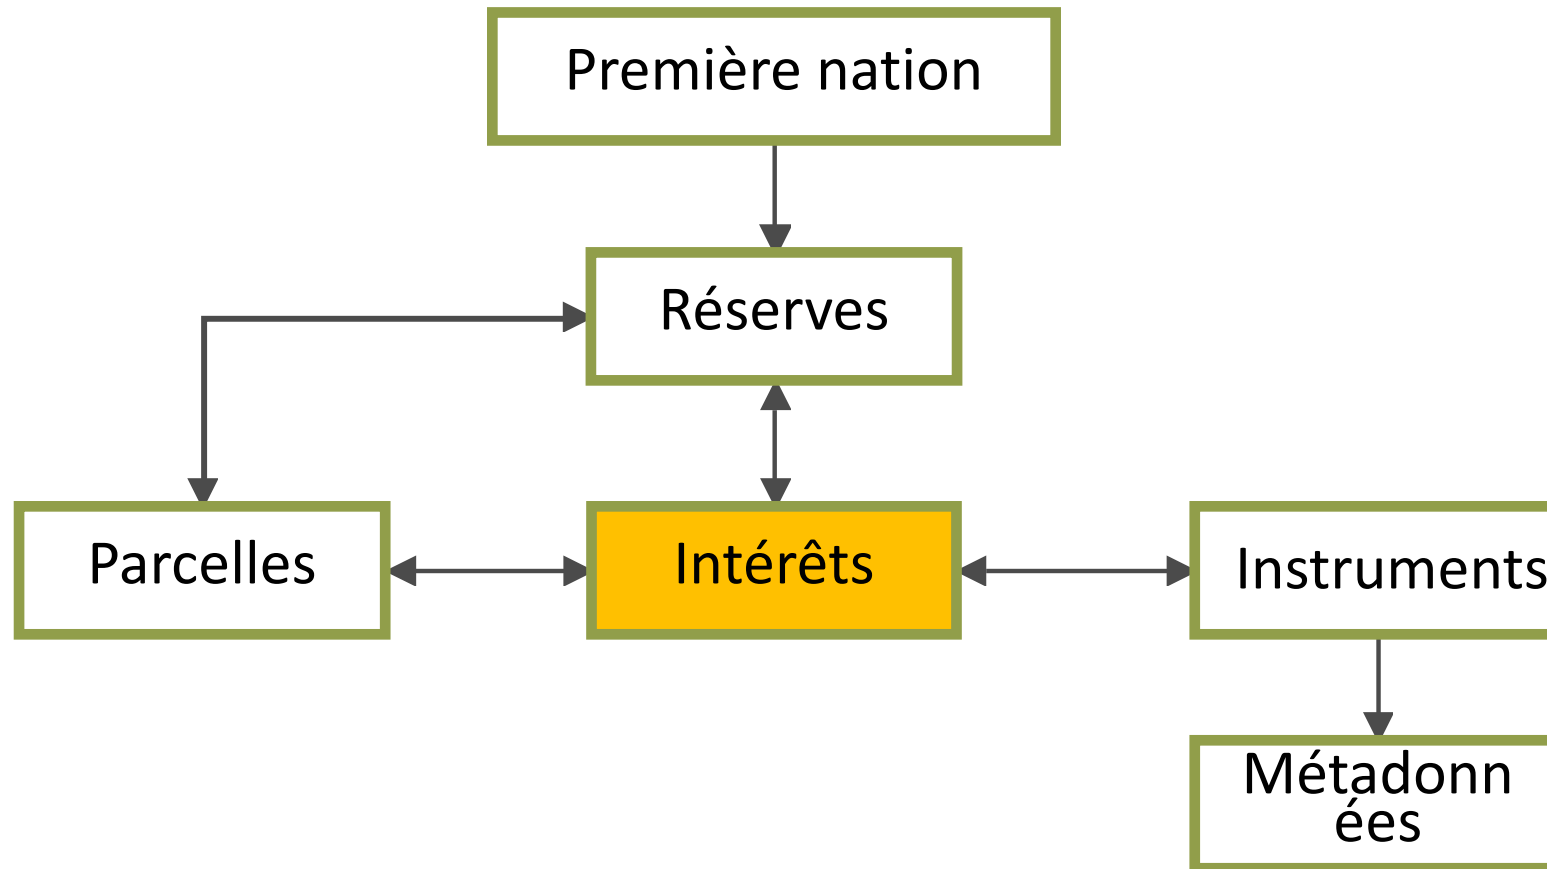 Première nation
Réserves
Parcelles
Intérêts
Instruments
Métadonn
ées